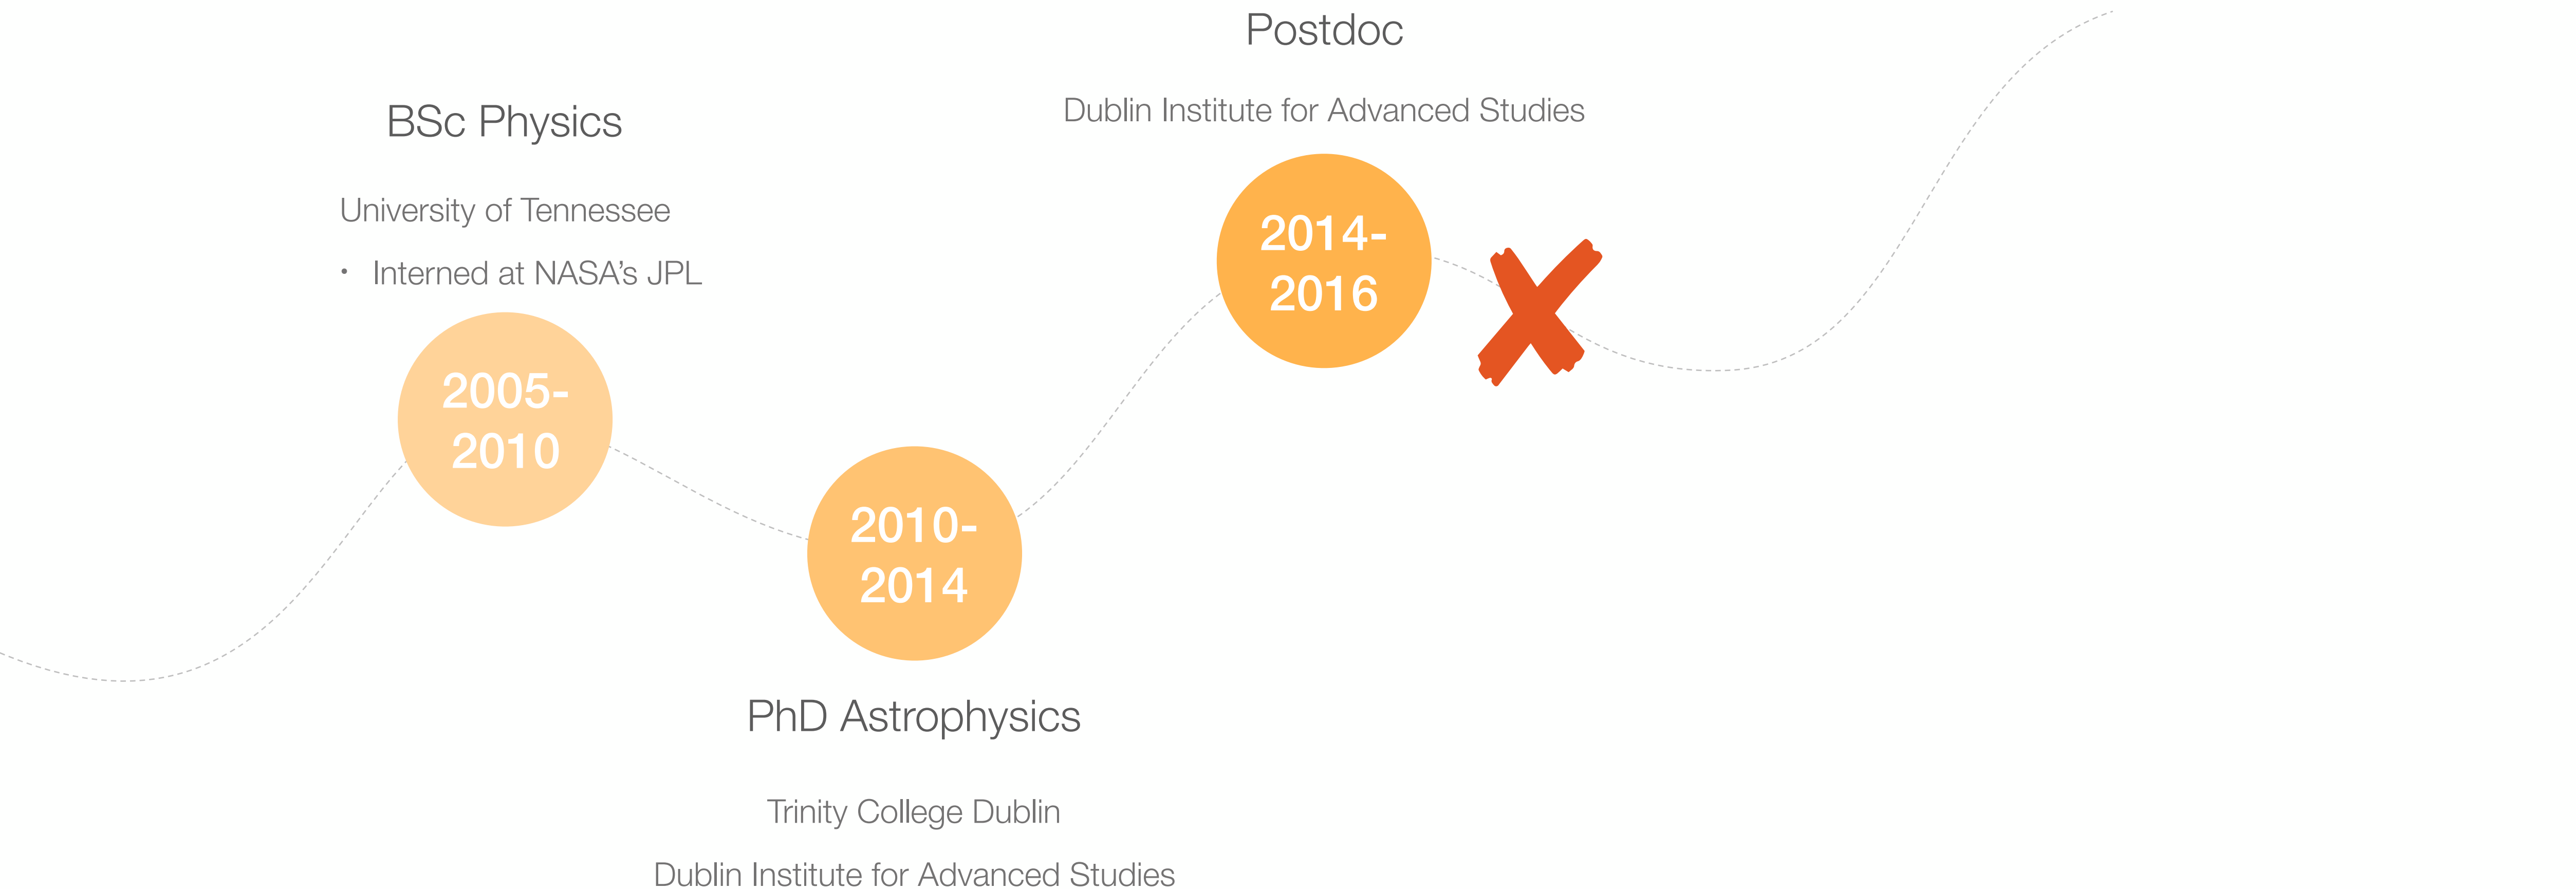 BSc Physics
University of Tennessee
• Interned at NASA’s JPL
2005-
2010
2010-
2014
PhD Astrophysics
Trinity College Dublin
Dublin Institute for Advanced Studies
Postdoc
Dublin Institute for Advanced Studies
2014-
2016